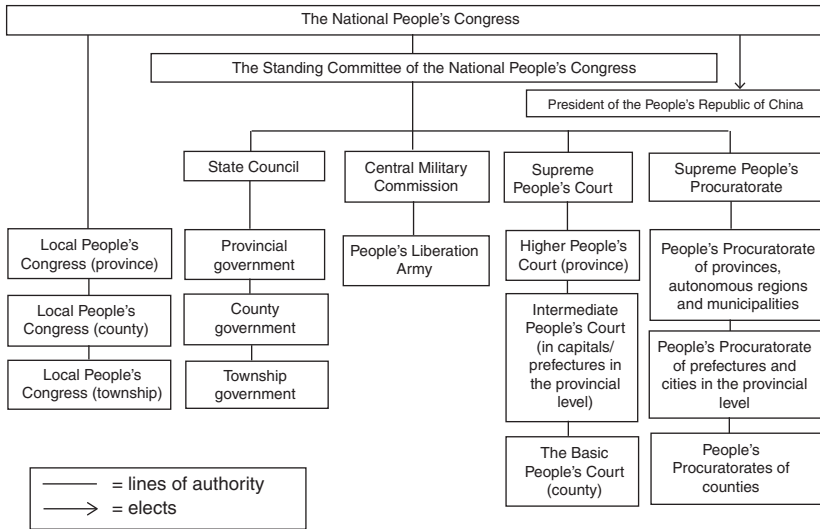 The National People's Congress
The Standing Committee of the National People's Congress
President of the People's Republic of China
State Council
Central Military
Commission
Supreme
People's Court
Supreme People's
Procuratorate
Local People's
Congress (province)
Provincial
government
People's Liberation
Army
Higher People's
Court (province)
People's Procuratorate
of provinces,
autonomous regions
and municipalities
Local People's
Congress (county)
County
government
Intermediate
People's Court
(in capitals/
prefectures in
the provincial
level)
People's Procuratorate
of prefectures and
cities in the provincial
level
Local People's
Congress (township)
Township
government
The Basic
People's Court
(county)
People's
Procuratorates of
counties
= lines of authority
= elects